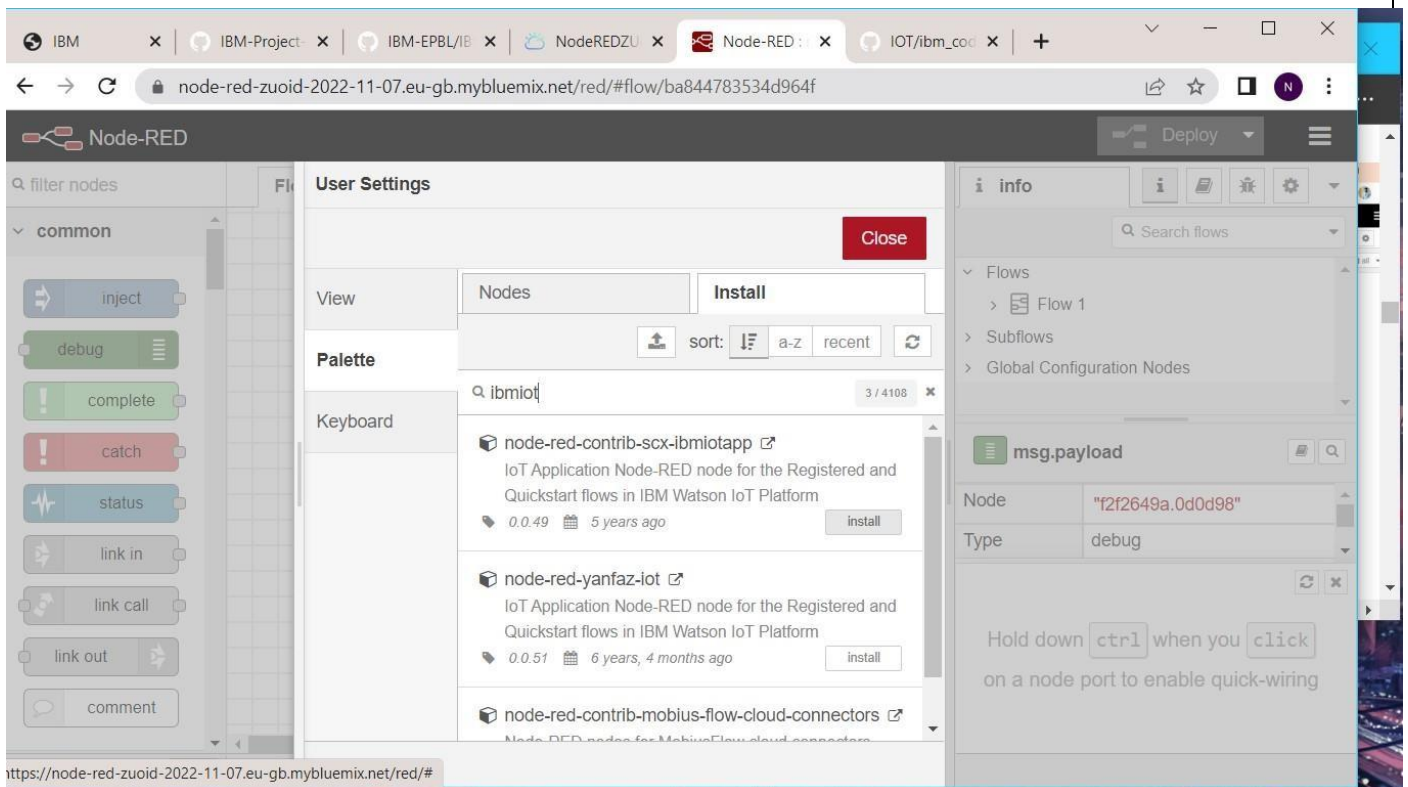 IBM
IBM-Project-
IBM-EPBL/IB
NodeREDZU
Node-RED :
IOT/ibm_cod
node-red-zuoid-2022-11-07.eu-gb.mybluemix.net/red/#flow/ba844783534d964f
N
Node-RED
Deploy
filter nodes
common
inject
debug
complete
catch
status
link in
link call
link out
comment
User Settings
Close
View
Palette
Keyboard
Nodes
Install
sort:
a-z
recent
ibmiot
3 / 4108
node-red-contrib-scx-ibmiotapp
IoT Application Node-RED node for the Registered and
Quickstart flows in IBM Watson IoT Platform
0.0.49 5 years ago
install
node-red-yanfaz-iot
IoT Application Node-RED node for the Registered and
Quickstart flows in IBM Watson IoT Platform
0.0.51 6 years, 4 months ago
install
node-red-contrib-mobius-flow-cloud-connectors
Node-RED nodes for MobiusFlow cloud connectors
i info
i
Search flows
Flows
Flow 1
Subflows
Global Configuration Nodes
msg.payload
Node "f2f2649a.0d0d98"
Type debug
Hold down ctrl when you click
on a node port to enable quick-wiring
https://node-red-zuoid-2022-11-07.eu-gb.mybluemix.net/red/#